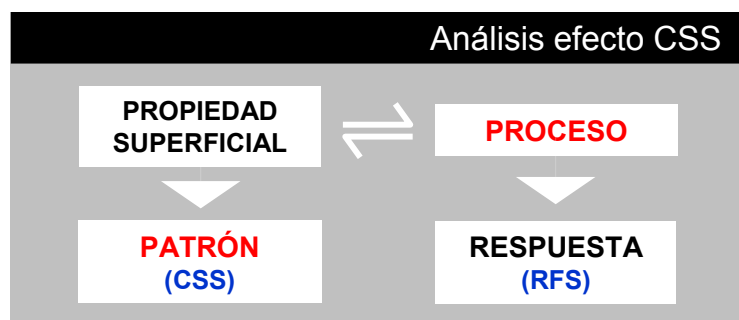 Análisis efecto CSS
PROPIEDAD
SUPERFICIAL
PROCESO
PATRÓN
(CSS)
RESPUESTA
(RFS)